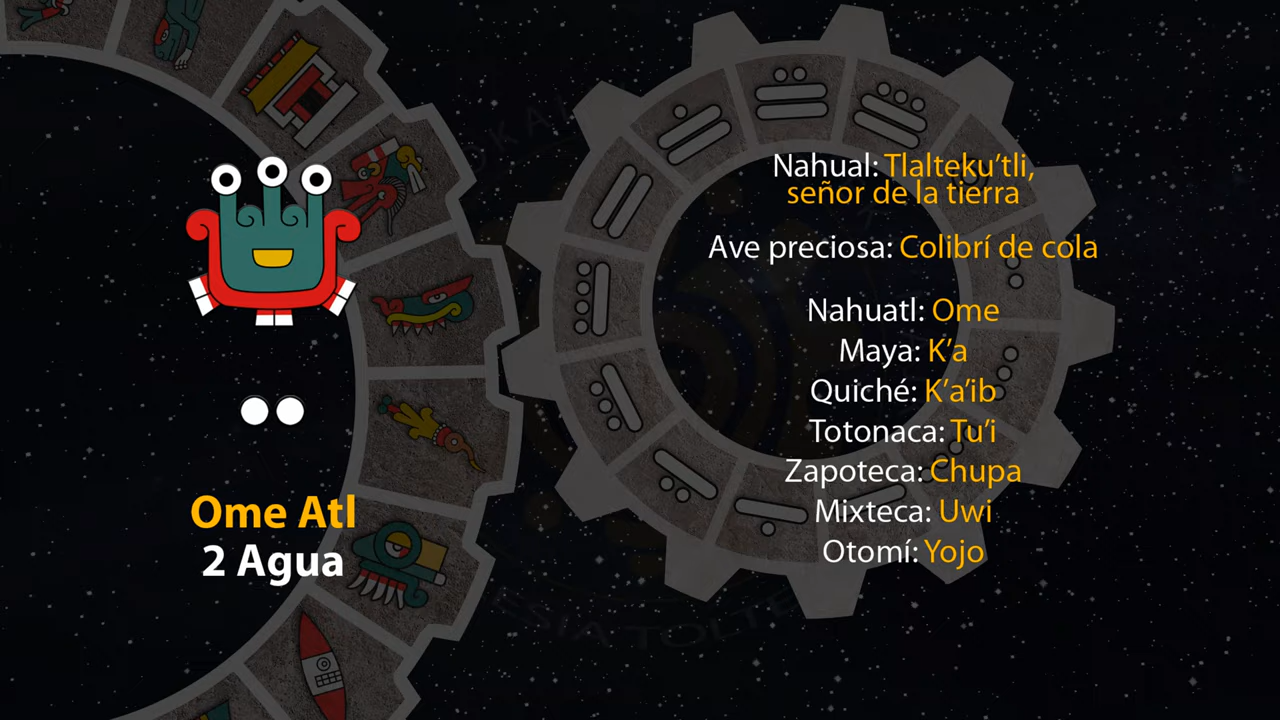 Ome Atl
2 Agua
Nahual: Tlalteku’tli,
señor de la tierra
Ave preciosa: Colibrí de cola
Nahuatl: Ome
Maya: K’a
Quiché: K’a’ib
Totonaca: Tu’i
Zapoteca: Chupa
Mixteca: Uwi
Otomí: Yojo